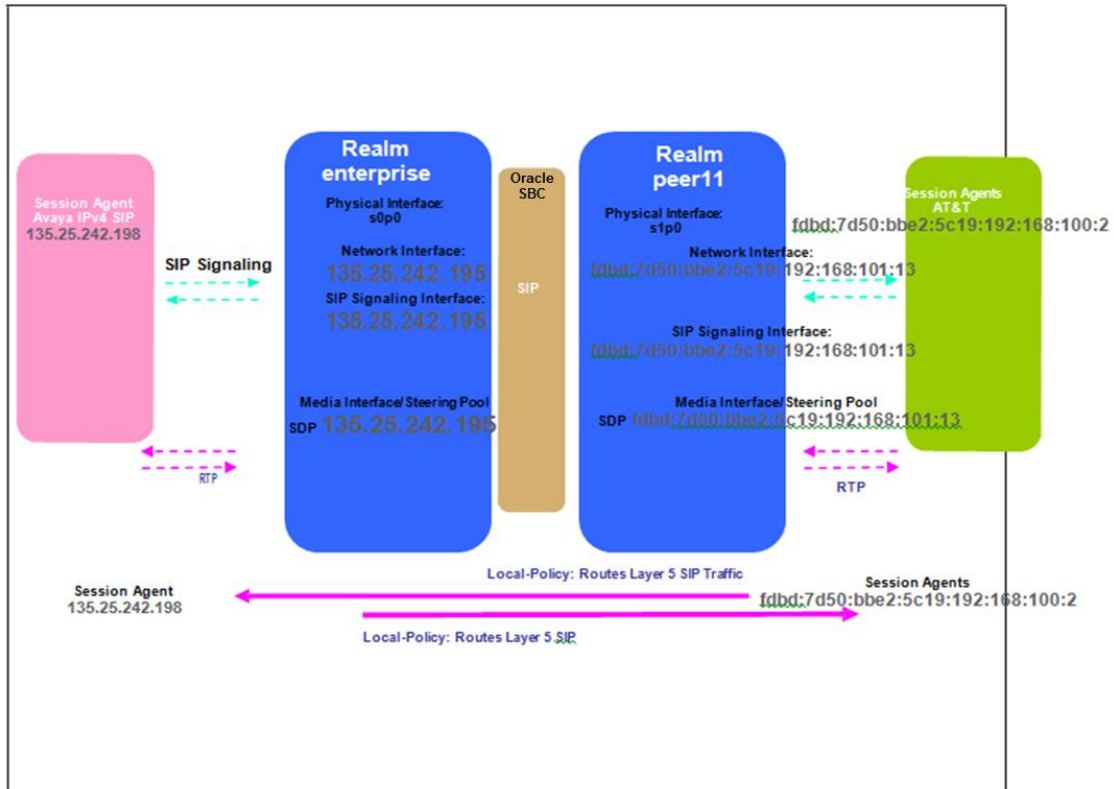 Session Agent
Avaya IPv4 SIP
135.25.242.198
SIP Signaling
RTP
Realm
enterprise
Physical Interface:
s0p0
Network Interface:
135.25.242.195
SIP Signaling Interface:
135.25.242.195
Media Interface/Steering Pool
SDP 135.25.242.195
Oracle
SBC
SIP
Realm
peer11
Physical Interface:
s1p0
Network Interface:
fdbd:7d50:bbe2:5c19:192:168:101:13
SIP Signaling Interface:
fdbd:7d50:bbe2:5c19:192:168:101:13
Media Interface/Steering Pool
SDP fdbd:7d50:bbe2:5c19:192:168:101:13
Session Agents
AT&T
fdbd:7d50:bbe2:5c19:192:168:100:2
RTP
Local-Policy: Routes Layer 5 SIP Traffic
Session Agent
135.25.242.198
Session Agents
fdbd:7d50:bbe2:5c19:192:168:100:2
Local-Policy: Routes Layer 5 SIP